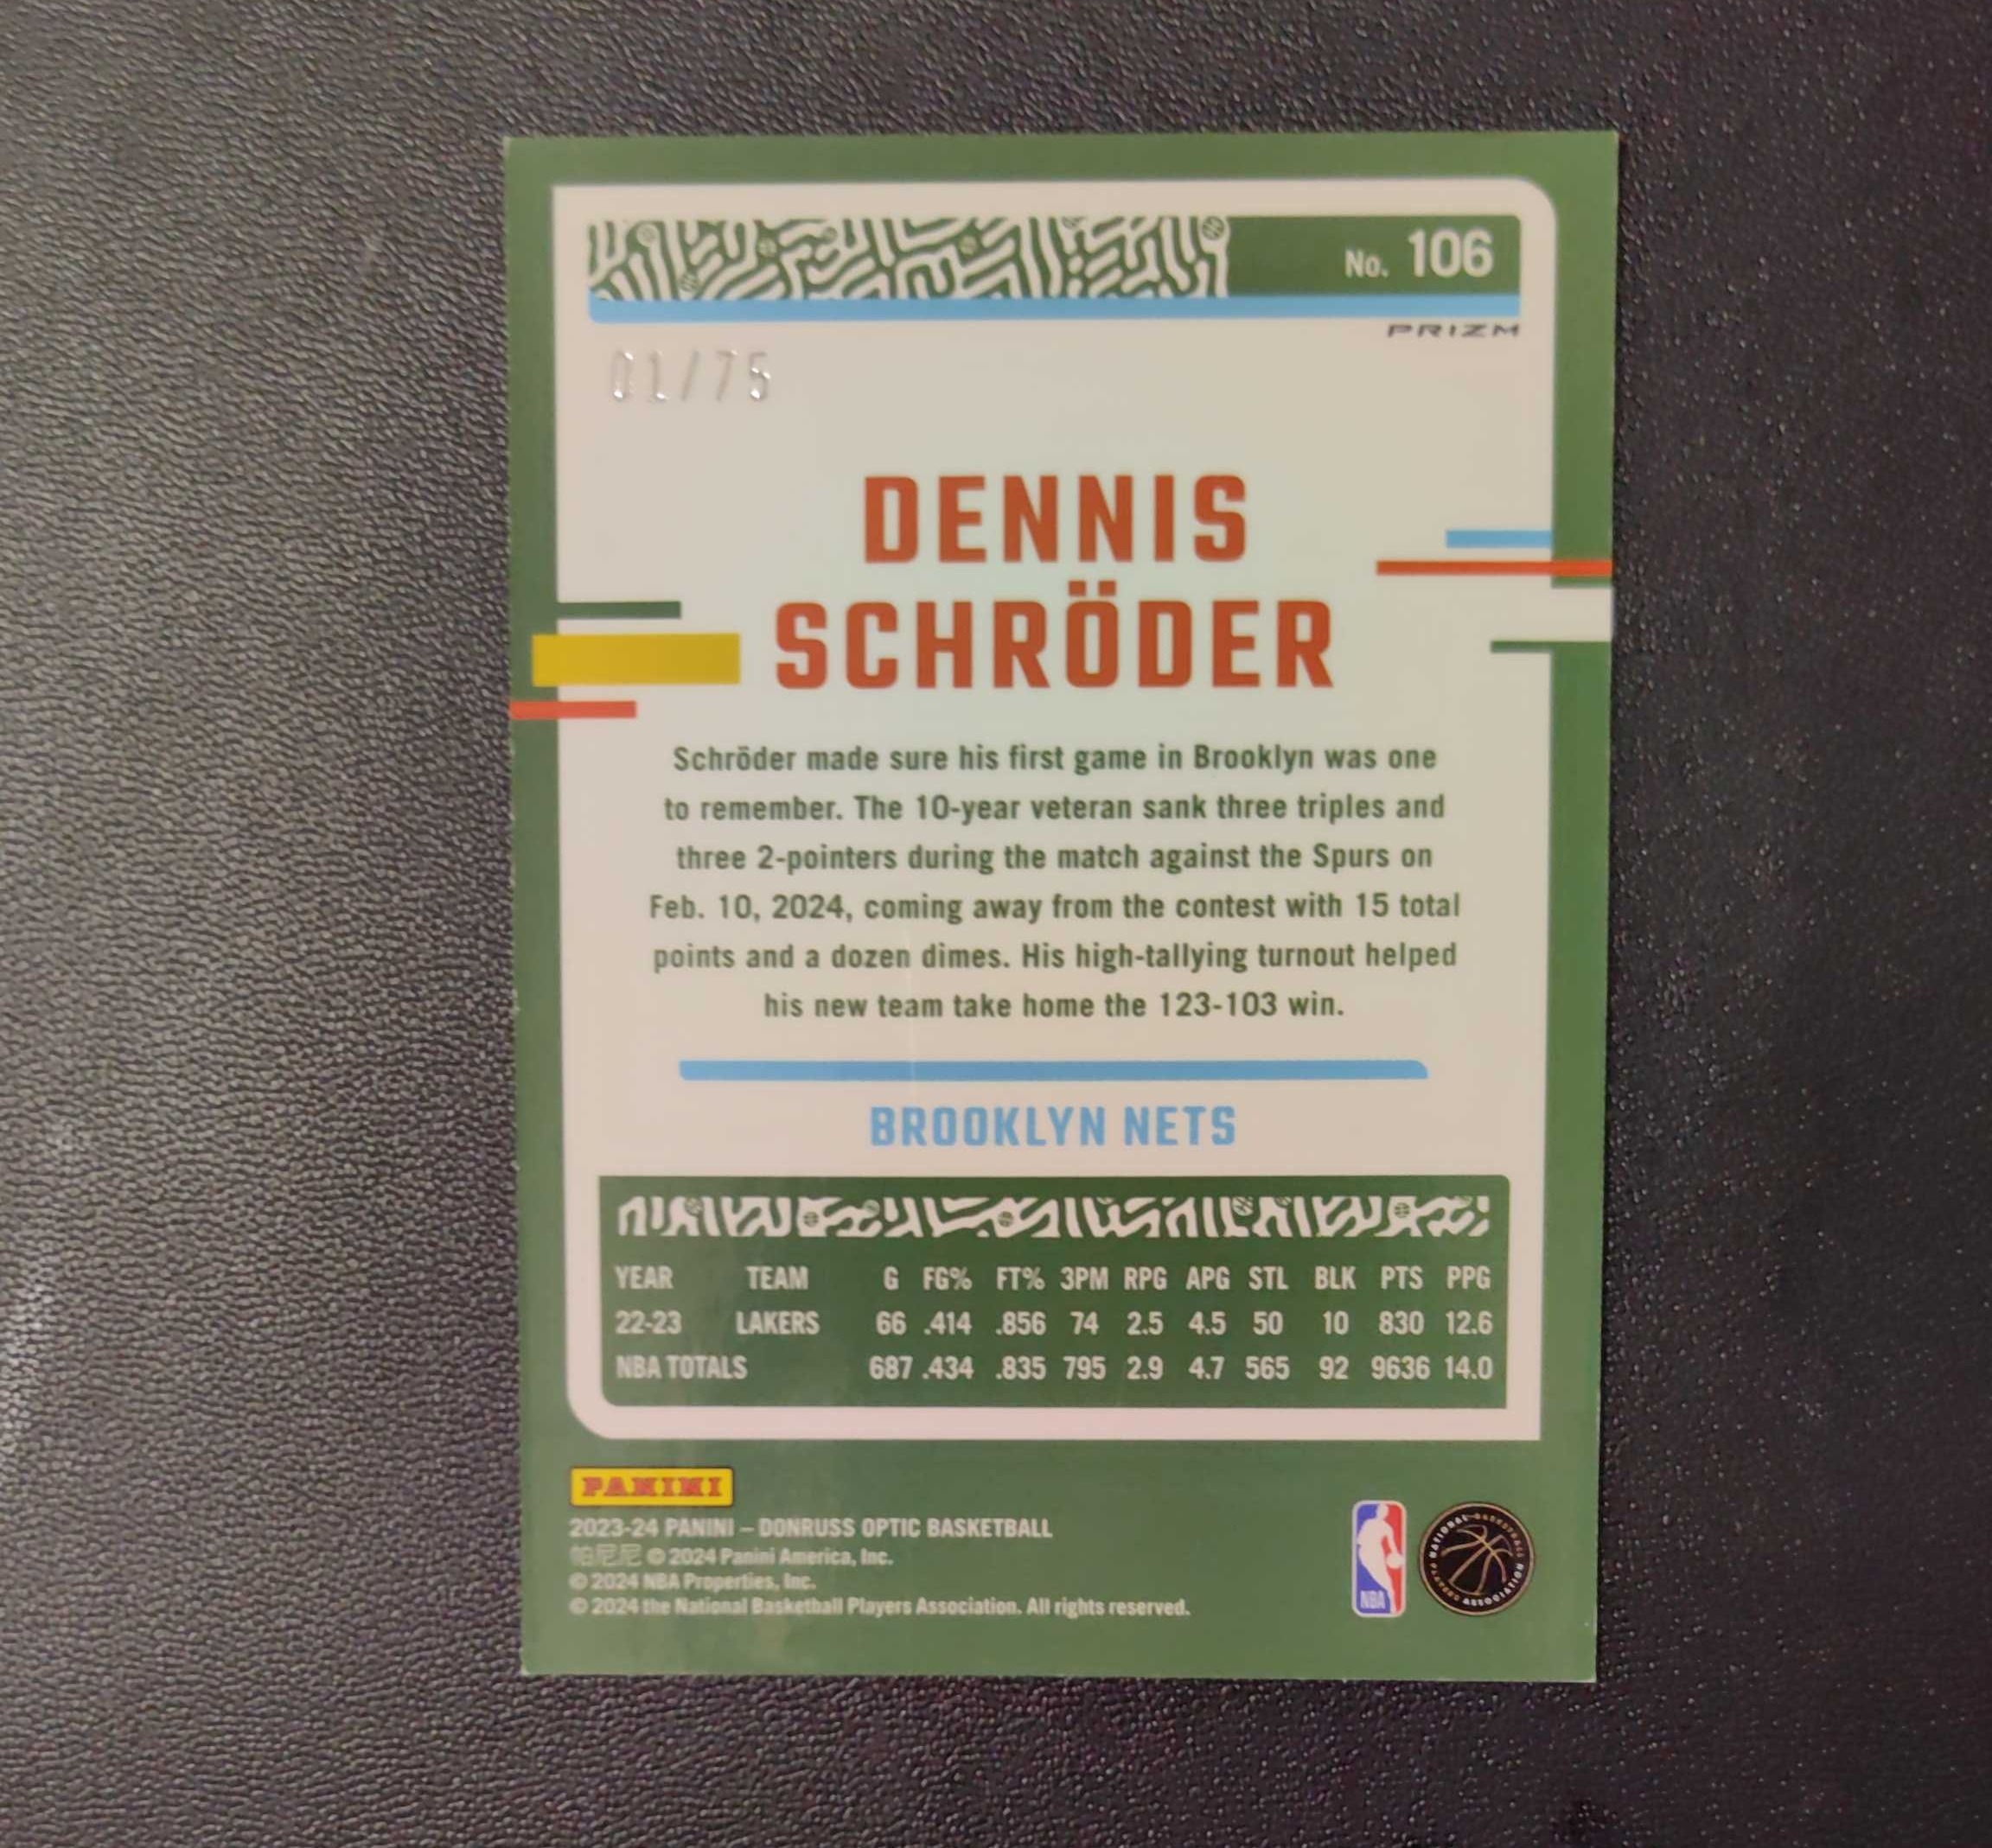 No. 106
PRIZM
01/75
DENNIS
SCHRÖDER
Schröder made sure his first game in Brooklyn was one
to remember. The 10-year veteran sank three triples and
three 2-pointers during the match against the Spurs on
Feb. 10, 2024, coming away from the contest with 15 total
points and a dozen dimes. His high-tallying turnout helped
his new team take home the 123-103 win.
BROOKLYN NETS
YEAR TEAM G FG% FT% 3PM RPG APG STL BLK PTS PPG
22-23 LAKERS 66 .414 .856 74 2.5 4.5 50 10 830 12.6
NBA TOTALS 687 .434 .835 795 2.9 4.7 565 92 9636 14.0
PANINI
2023-24 PANINI – DONRUSS OPTIC BASKETBALL
帕尼尼 © 2024 Panini America, Inc.
© 2024 NBA Properties, Inc.
© 2024 the National Basketball Players Association. All rights reserved.
NBA
NATIONAL BASKETBALL PLAYERS ASSOCIATION